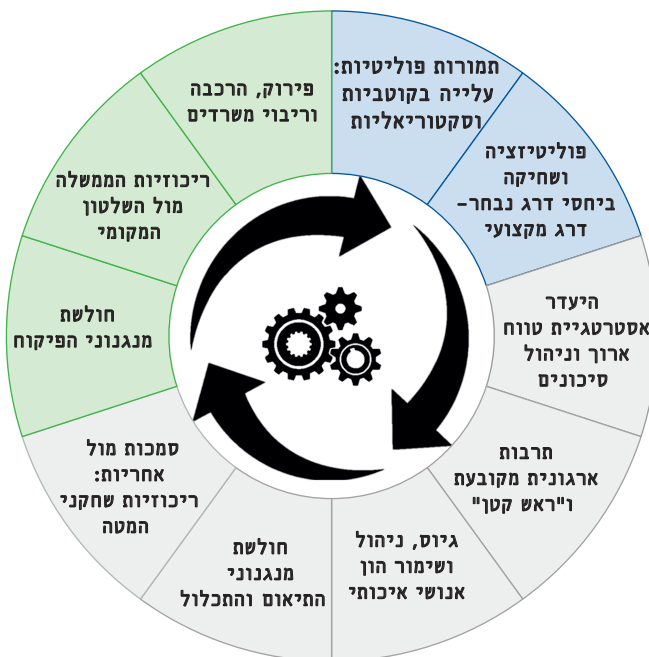 תמורות פוליטיות:
עלייה בקוטביות
וסקטוריאליות
פוליטיזציה
ושחיקה
ביחסי דרג נבחר-
דרג מקצועי
היעדר
אסטרטגיית טווח
ארוך וניהול
סיכונים
תרבות
ארגונית מקובעת
ו"ראש קטן"
גיוס, ניהול
ושימור הון
אנושי איכותי
חולשת
מנגנוני
התיאום והתכלול
סמכות מול
אחריות:
ריכוזיות שחקני
המטה
חולשת
מנגנוני הפיקוח
ריכוזיות הממשלה
מול השלטון
המקומי
פירוק, הרכבה
וריבוי משרדים